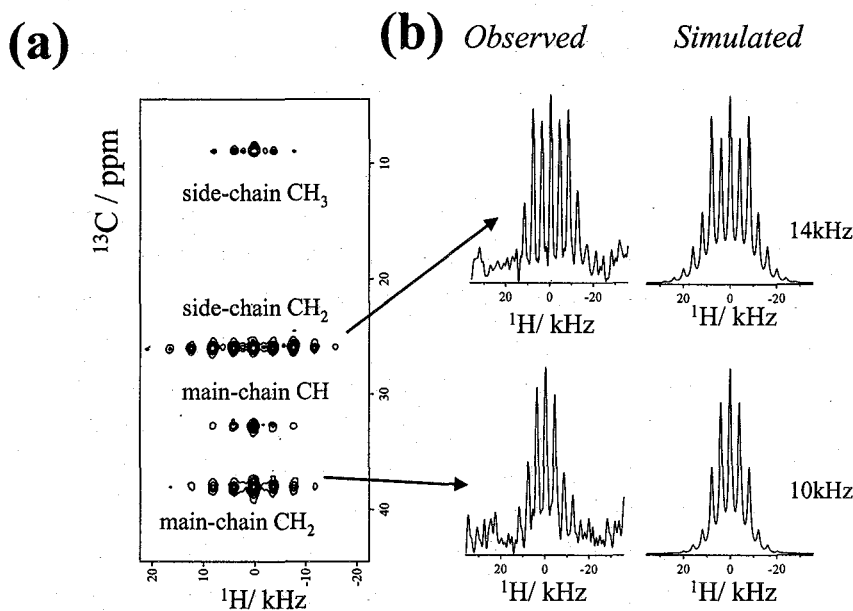 (a)
(b) Observed Simulated
¹³C / ppm
side-chain CH₃
side-chain CH₂
main-chain CH
main-chain CH₂
10
20
30
40
20 10 0 -10 -20
¹H/ kHz
20 0 -20
¹H/ kHz
20 0 -20
¹H/ kHz
14kHz
20 0 -20
¹H/ kHz
20 0 -20
¹H/ kHz
10kHz